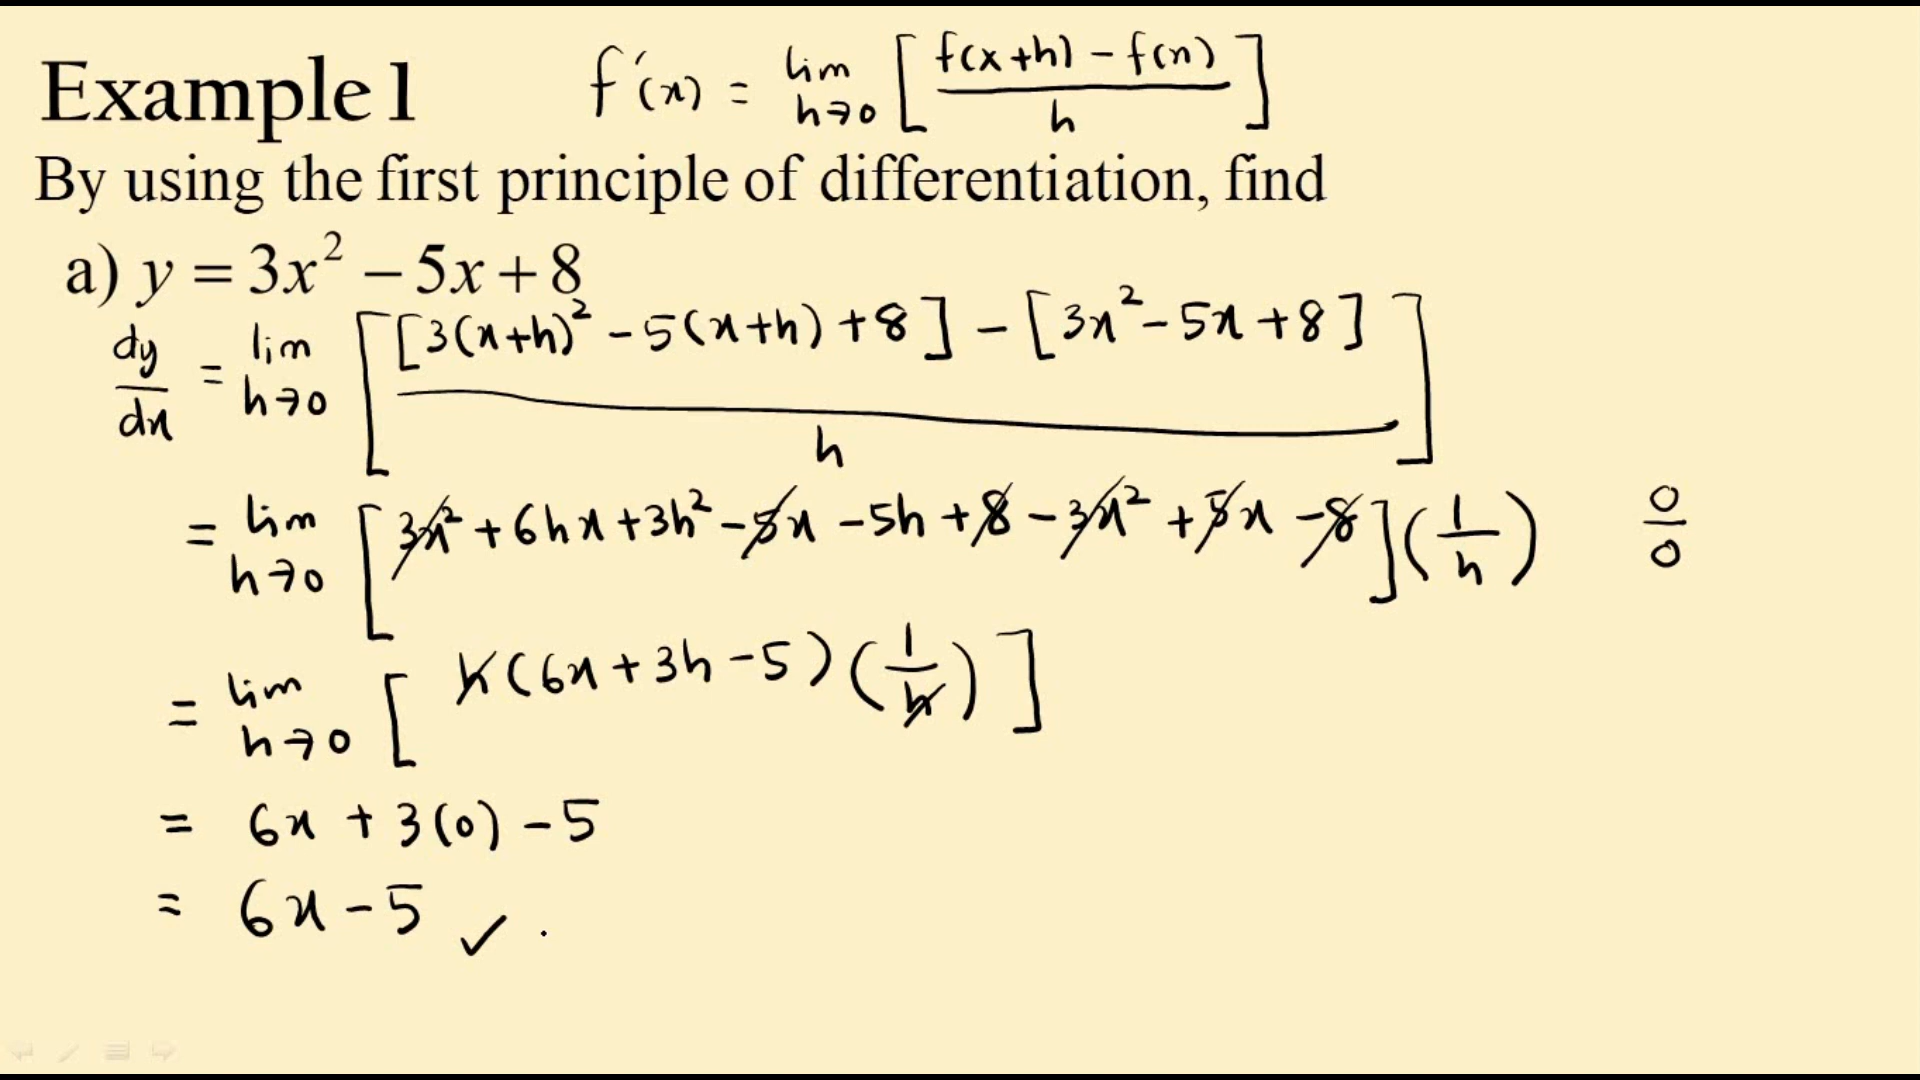 Example 1
f'(x) = lim h→0 [ (f(x+h) - f(x)) / h ]
By using the first principle of differentiation, find
a) y = 3x² − 5x + 8
dy/dx = lim h→0 [ [3(x+h)² - 5(x+h) + 8] - [3x² - 5x + 8] / h ]
= lim h→0 [ 3x² + 6hx + 3h² - 5x - 5h + 8 - 3x² + 5x - 8 ] (1/h) 0/0
= lim h→0 [ h(6x + 3h - 5)(1/h) ]
= 6x + 3(0) - 5
= 6x - 5 ✓ .